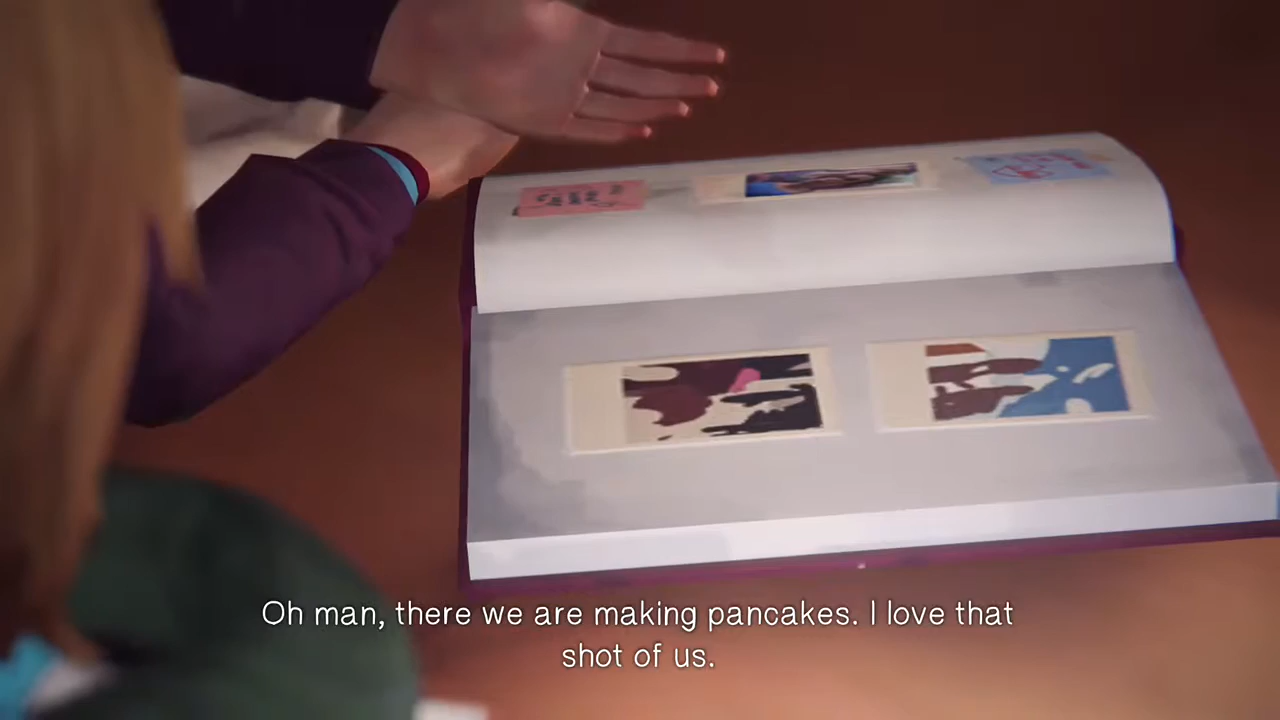 Oh man, there we are making pancakes. I love that
shot of us.